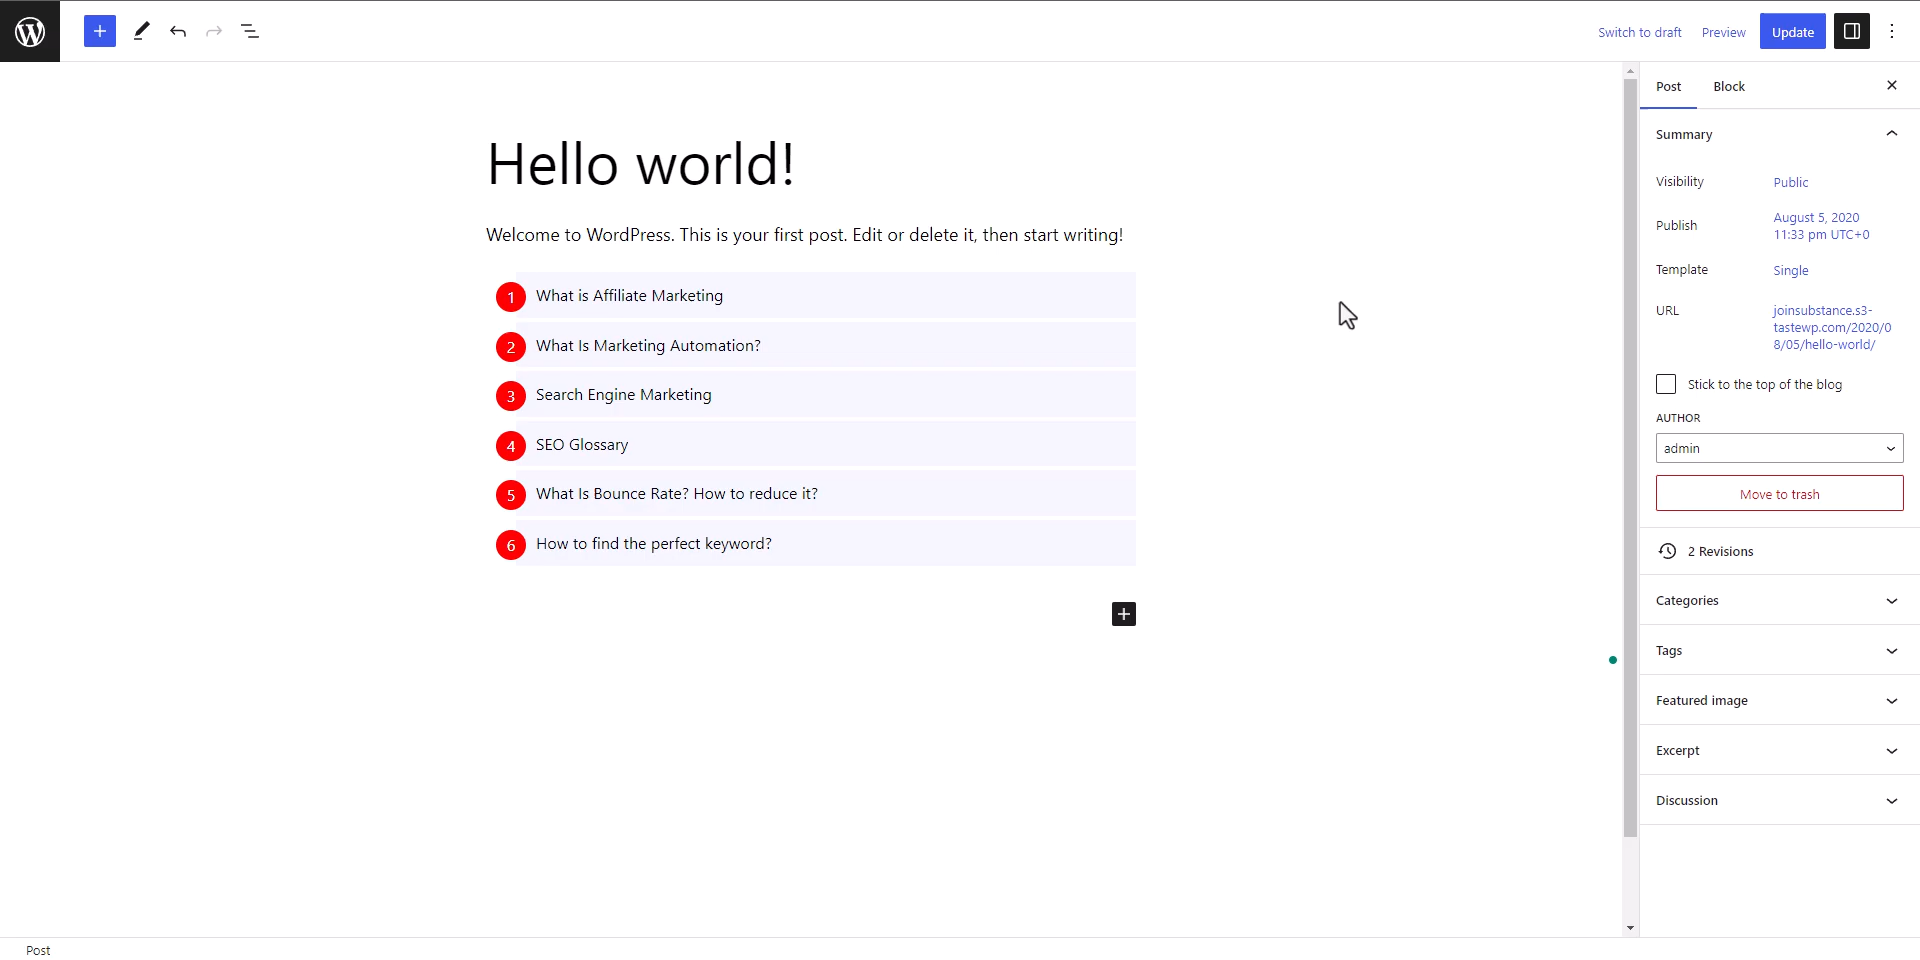 Switch to draft
Preview
Update
Post
Block
Hello world!
Welcome to WordPress. This is your first post. Edit or delete it, then start writing!
1 What is Affiliate Marketing
2 What Is Marketing Automation?
3 Search Engine Marketing
4 SEO Glossary
5 What Is Bounce Rate? How to reduce it?
6 How to find the perfect keyword?
Summary
Visibility
Public
Publish
August 5, 2020
11:33 pm UTC+0
Template
Single
URL
joinsubstance.s3-
tastewp.com/2020/0
8/05/hello-world/
Stick to the top of the blog
AUTHOR
admin
Move to trash
2 Revisions
Categories
Tags
Featured image
Excerpt
Discussion
Post